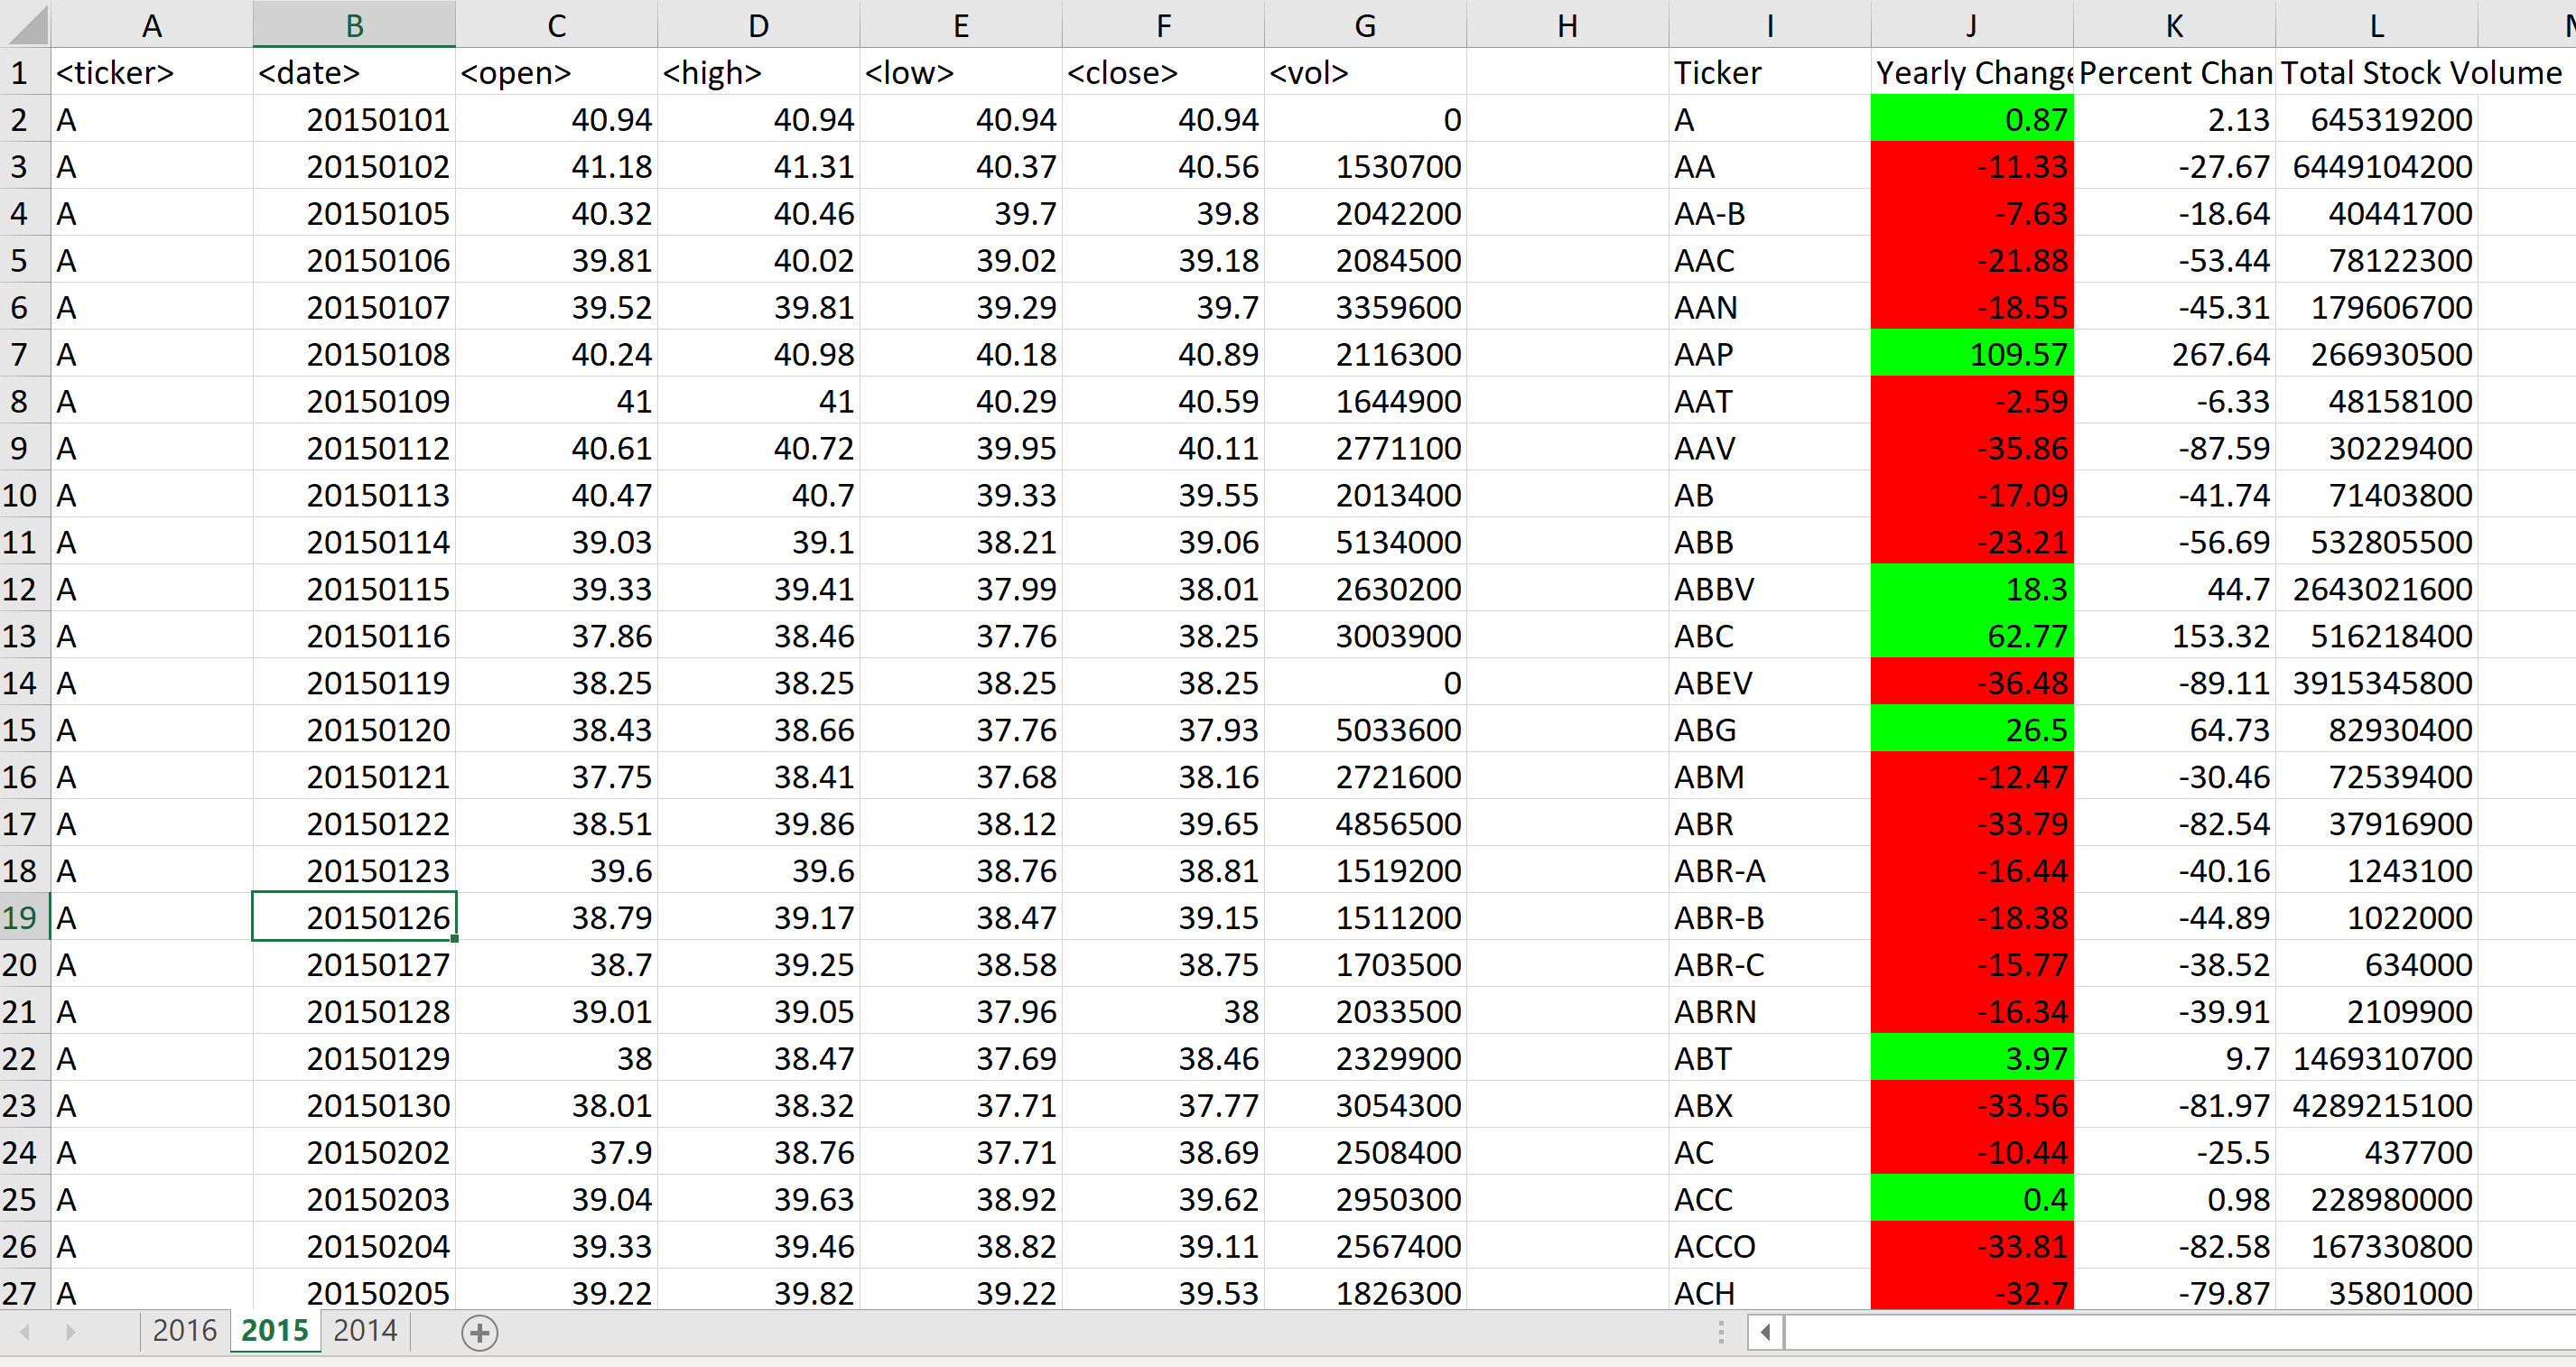 A B C D E F G H I J K L
1 <ticker> <date> <open> <high> <low> <close> <vol> Ticker Yearly Change Percent Chan Total Stock Volume
2 A 20150101 40.94 40.94 40.94 40.94 0 A 0.87 2.13 645319200
3 A 20150102 41.18 41.31 40.37 40.56 1530700 AA -11.33 -27.67 6449104200
4 A 20150105 40.32 40.46 39.7 39.8 2042200 AA-B -7.63 -18.64 40441700
5 A 20150106 39.81 40.02 39.02 39.18 2084500 AAC -21.88 -53.44 78122300
6 A 20150107 39.52 39.81 39.29 39.7 3359600 AAN -18.55 -45.31 179606700
7 A 20150108 40.24 40.98 40.18 40.89 2116300 AAP 109.57 267.64 266930500
8 A 20150109 41 41 40.29 40.59 1644900 AAT -2.59 -6.33 48158100
9 A 20150112 40.61 40.72 39.95 40.11 2771100 AAV -35.86 -87.59 30229400
10 A 20150113 40.47 40.7 39.33 39.55 2013400 AB -17.09 -41.74 71403800
11 A 20150114 39.03 39.1 38.21 39.06 5134000 ABB -23.21 -56.69 532805500
12 A 20150115 39.33 39.41 37.99 38.01 2630200 ABBV 18.3 44.7 2643021600
13 A 20150116 37.86 38.46 37.76 38.25 3003900 ABC 62.77 153.32 516218400
14 A 20150119 38.25 38.25 38.25 38.25 0 ABEV -36.48 -89.11 3915345800
15 A 20150120 38.43 38.66 37.76 37.93 5033600 ABG 26.5 64.73 82930400
16 A 20150121 37.75 38.41 37.68 38.16 2721600 ABM -12.47 -30.46 72539400
17 A 20150122 38.51 39.86 38.12 39.65 4856500 ABR -33.79 -82.54 37916900
18 A 20150123 39.6 39.6 38.76 38.81 1519200 ABR-A -16.44 -40.16 1243100
19 A 20150126 38.79 39.17 38.47 39.15 1511200 ABR-B -18.38 -44.89 1022000
20 A 20150127 38.7 39.25 38.58 38.75 1703500 ABR-C -15.77 -38.52 634000
21 A 20150128 39.01 39.05 37.96 38 2033500 ABRN -16.34 -39.91 2109900
22 A 20150129 38 38.47 37.69 38.46 2329900 ABT 3.97 9.7 1469310700
23 A 20150130 38.01 38.32 37.71 37.77 3054300 ABX -33.56 -81.97 4289215100
24 A 20150202 37.9 38.76 37.71 38.69 2508400 AC -10.44 -25.5 437700
25 A 20150203 39.04 39.63 38.92 39.62 2950300 ACC 0.4 0.98 228980000
26 A 20150204 39.33 39.46 38.82 39.11 2567400 ACCO -33.81 -82.58 167330800
27 A 20150205 39.22 39.82 39.22 39.53 1826300 ACH -32.7 -79.87 35801000
2016 2015 2014